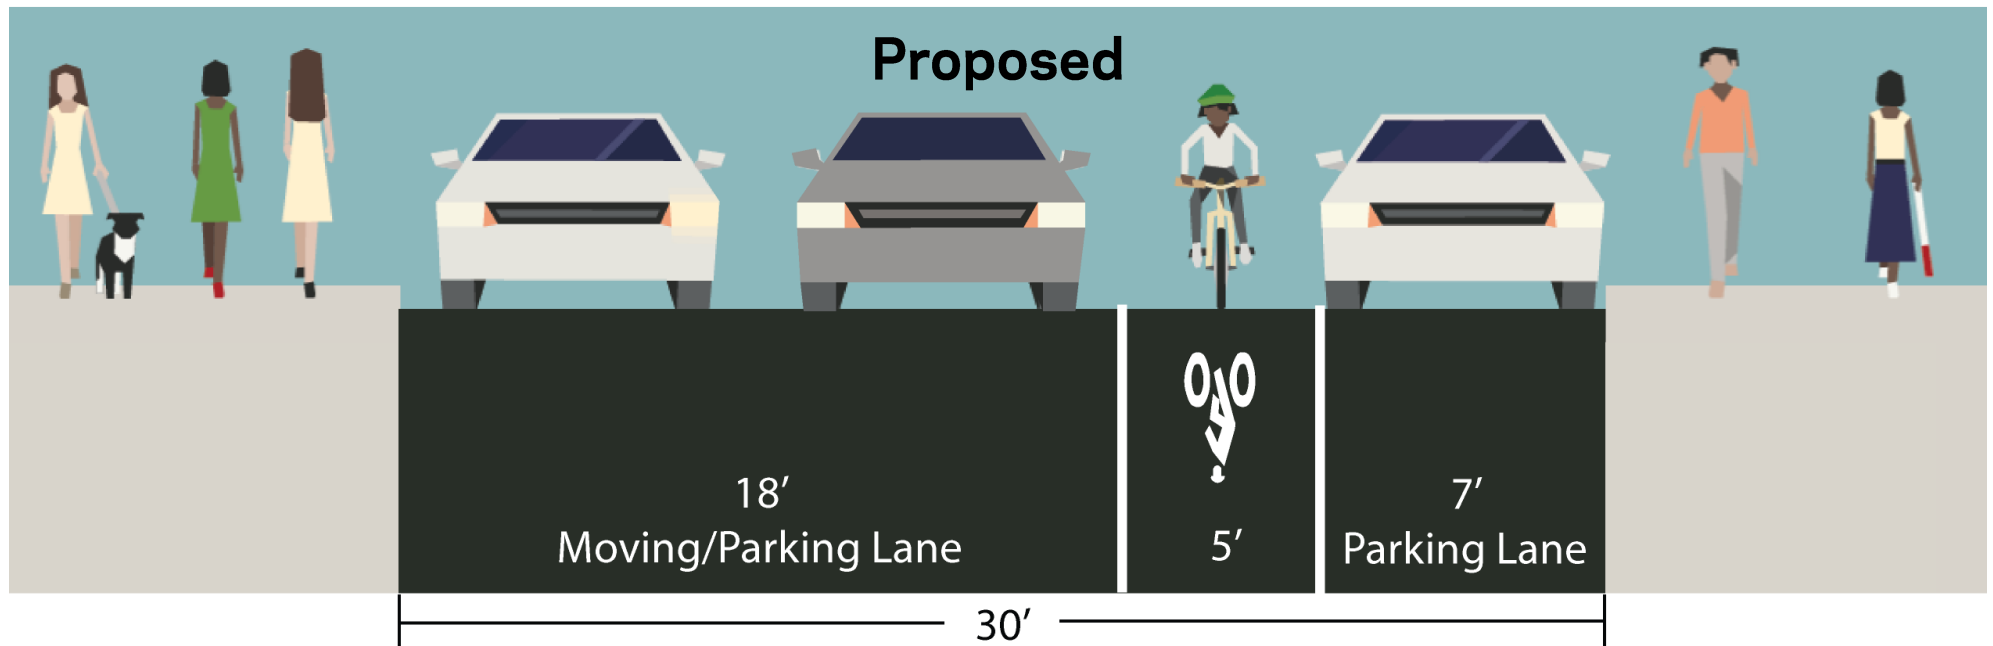 Proposed
18’
Moving/Parking Lane
5’
7’
Parking Lane
30’